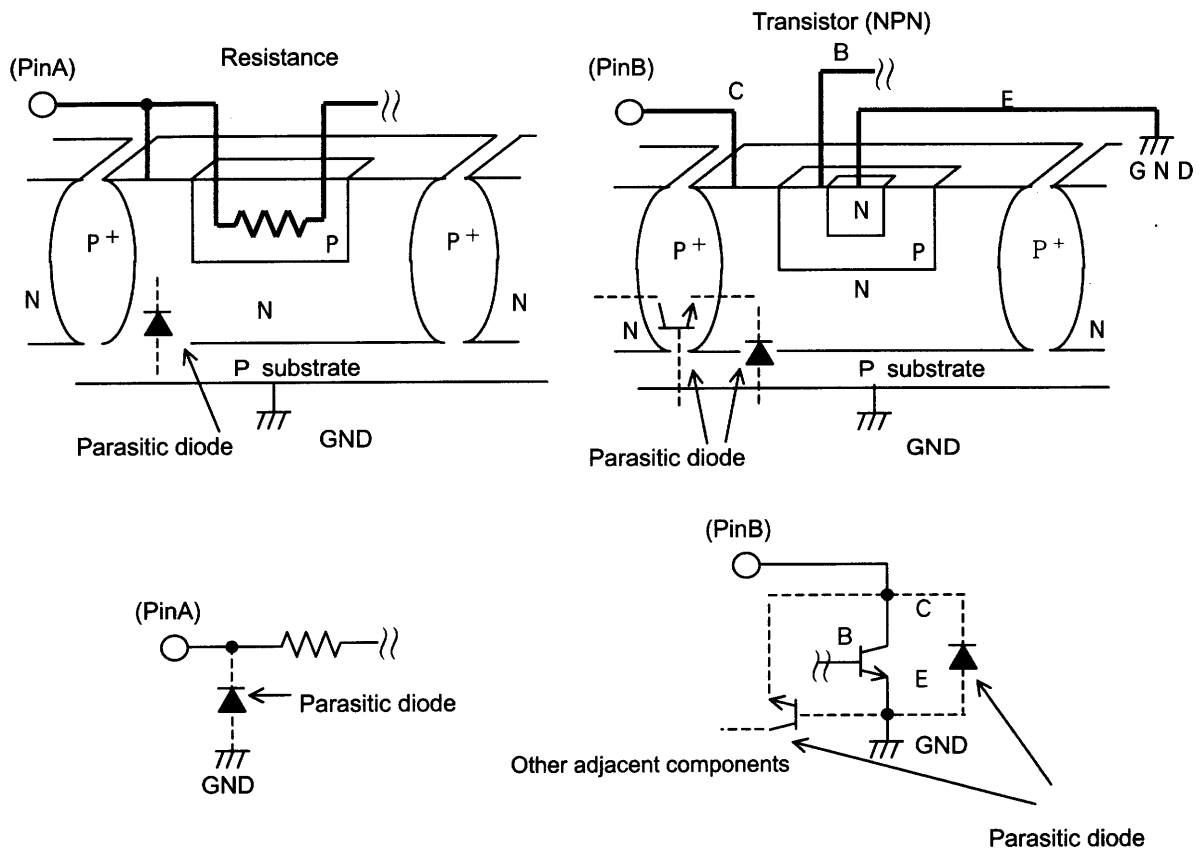 Resistance
(PinA)
P+
P
P+
N
N
N
P substrate
Parasitic diode
GND
Transistor (NPN)
(PinB)
C
B
E
GND
N
P+
P
P+
N
N
N
P substrate
Parasitic diode
GND
(PinA)
Parasitic diode
GND
(PinB)
C
B
E
GND
Other adjacent components
Parasitic diode